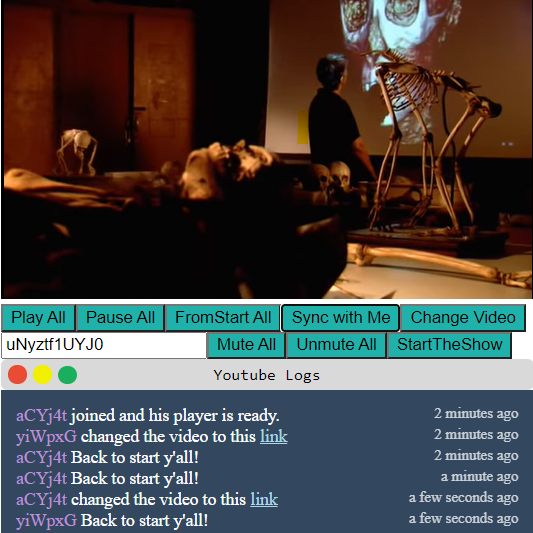 Play All Pause All FromStart All Sync with Me Change Video
uNyztf1UYJ0 Mute All Unmute All StartTheShow
Youtube Logs
aCYj4t joined and his player is ready. 2 minutes ago
yiWpxG changed the video to this link 2 minutes ago
aCYj4t Back to start y'all! 2 minutes ago
aCYj4t Back to start y'all! a minute ago
aCYj4t changed the video to this link a few seconds ago
yiWpxG Back to start y'all! a few seconds ago